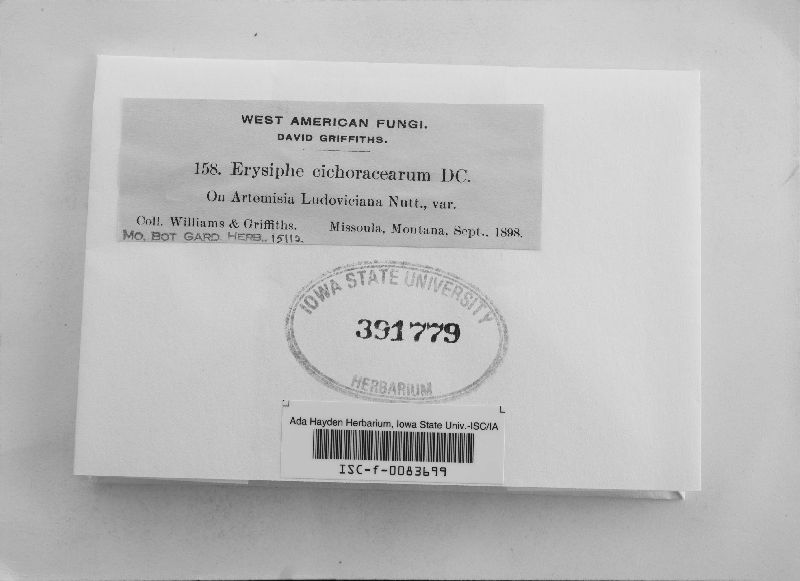 WEST AMERICAN FUNGI.
DAVID GRIFFITHS.
158. Erysiphe cichoracearum DC.
On Artemisia Ludoviciana Nutt., var.
Coll. Williams & Griffiths. Missoula, Montana, Sept., 1898.
MO. BOT. GARD. HERB., 15112.
IOWA STATE UNIVERSITY
391779
HERBARIUM
Ada Hayden Herbarium, Iowa State Univ.-ISC/IA
ISC-f-0083699